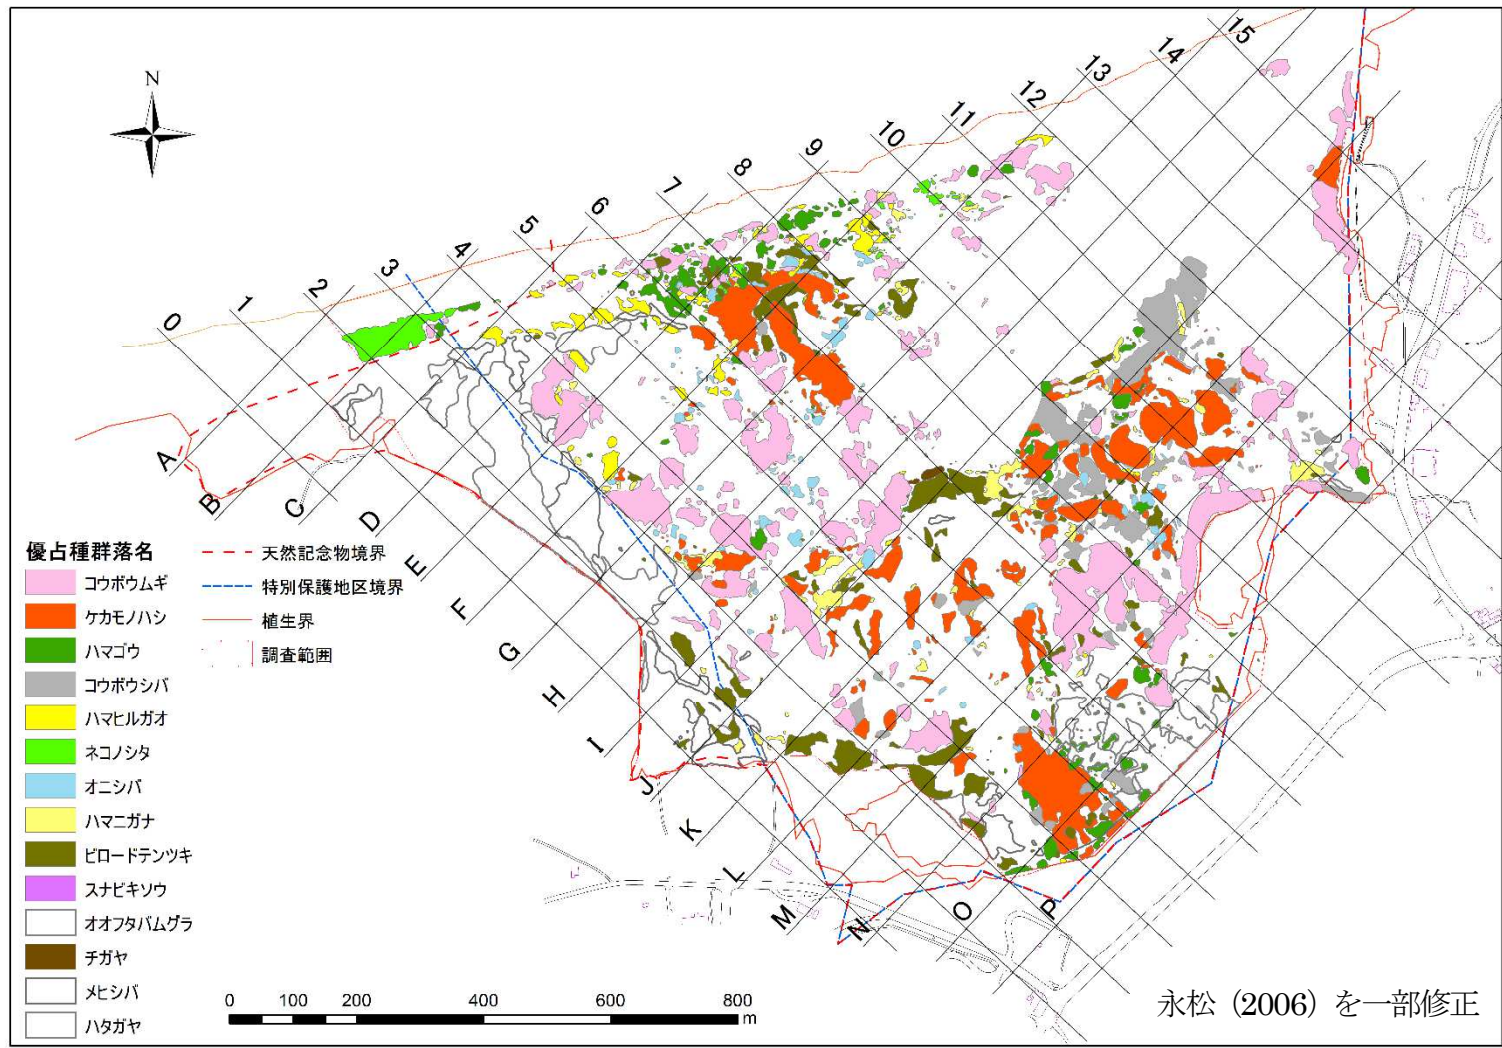 N
0
1
2
3
4
5
6
7
8
9
10
11
12
13
14
15
A
B
C
D
E
F
G
H
I
J
K
L
M
N
O
P
優占種群落名
コウボウムギ
ケカモノハシ
ハマゴウ
コウボウシバ
ハマヒルガオ
ネコノシタ
オニシバ
ハマニガナ
ビロードテンツキ
スナビキソウ
オオフタバムグラ
チガヤ
メヒシバ
ハタガヤ
天然記念物境界
特別保護地区境界
植生界
調査範囲
0 100 200 400 600 800
m
永松 (2006) を一部修正